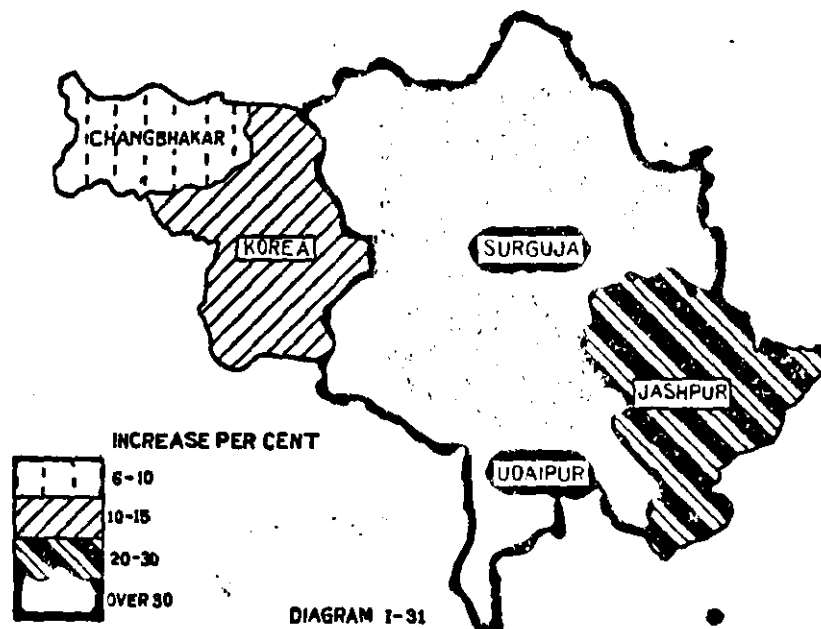 CHANGBHAKAR
KOREA
SURGUJA
JASHPUR
UDAIPUR
INCREASE PER CENT
6-10
10-15
20-30
OVER 30
DIAGRAM I-31